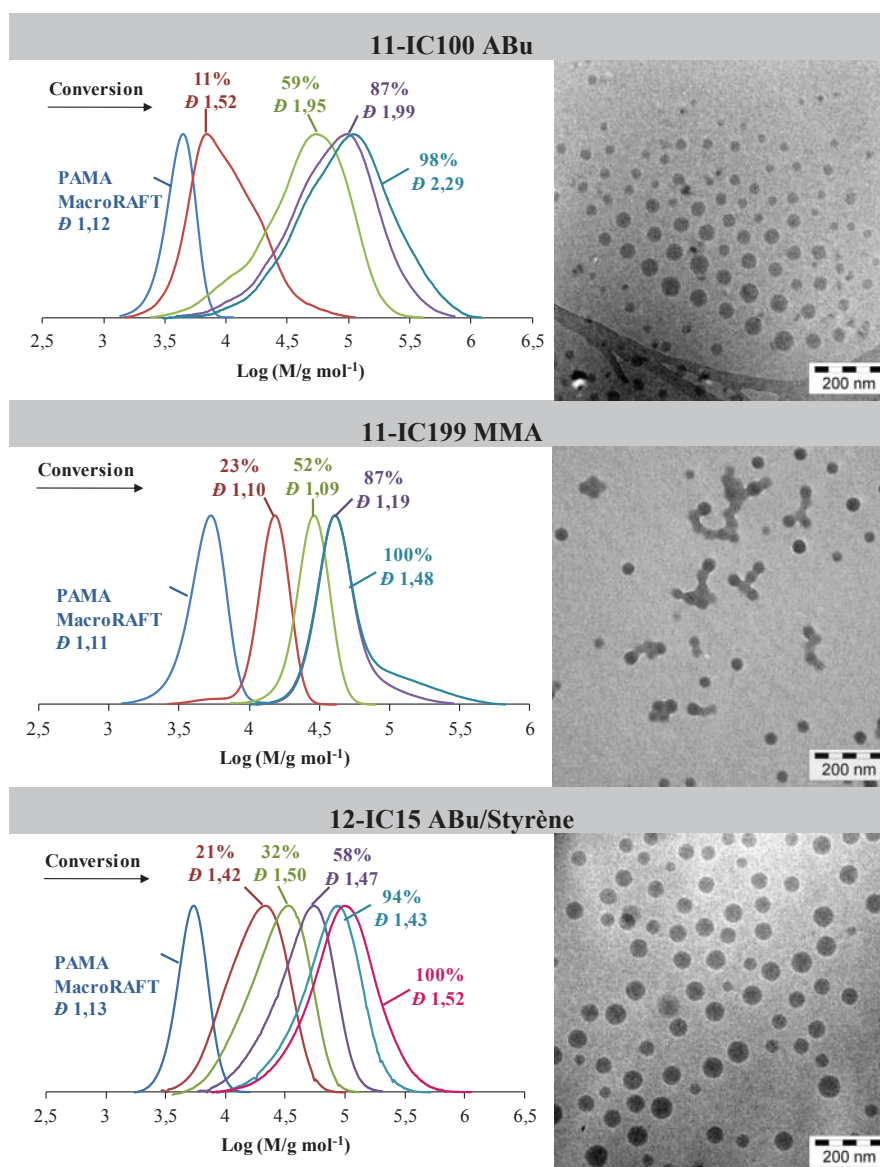 11-IC100 ABu
Conversion
11%
Đ 1,52
59%
Đ 1,95
87%
Đ 1,99
98%
Đ 2,29
PAMA
MacroRAFT
Đ 1,12
2,5 3 3,5 4 4,5 5 5,5 6 6,5
Log (M/g mol⁻¹)
200 nm
11-IC199 MMA
Conversion
23%
Đ 1,10
52%
Đ 1,09
87%
Đ 1,19
100%
Đ 1,48
PAMA
MacroRAFT
Đ 1,11
2,5 3 3,5 4 4,5 5 5,5 6
Log (M/g mol⁻¹)
200 nm
12-IC15 ABu/Styrène
Conversion
21%
Đ 1,42
32%
Đ 1,50
58%
Đ 1,47
94%
Đ 1,43
100%
Đ 1,52
PAMA
MacroRAFT
Đ 1,13
2,5 3 3,5 4 4,5 5 5,5 6 6,5
Log (M/g mol⁻¹)
200 nm